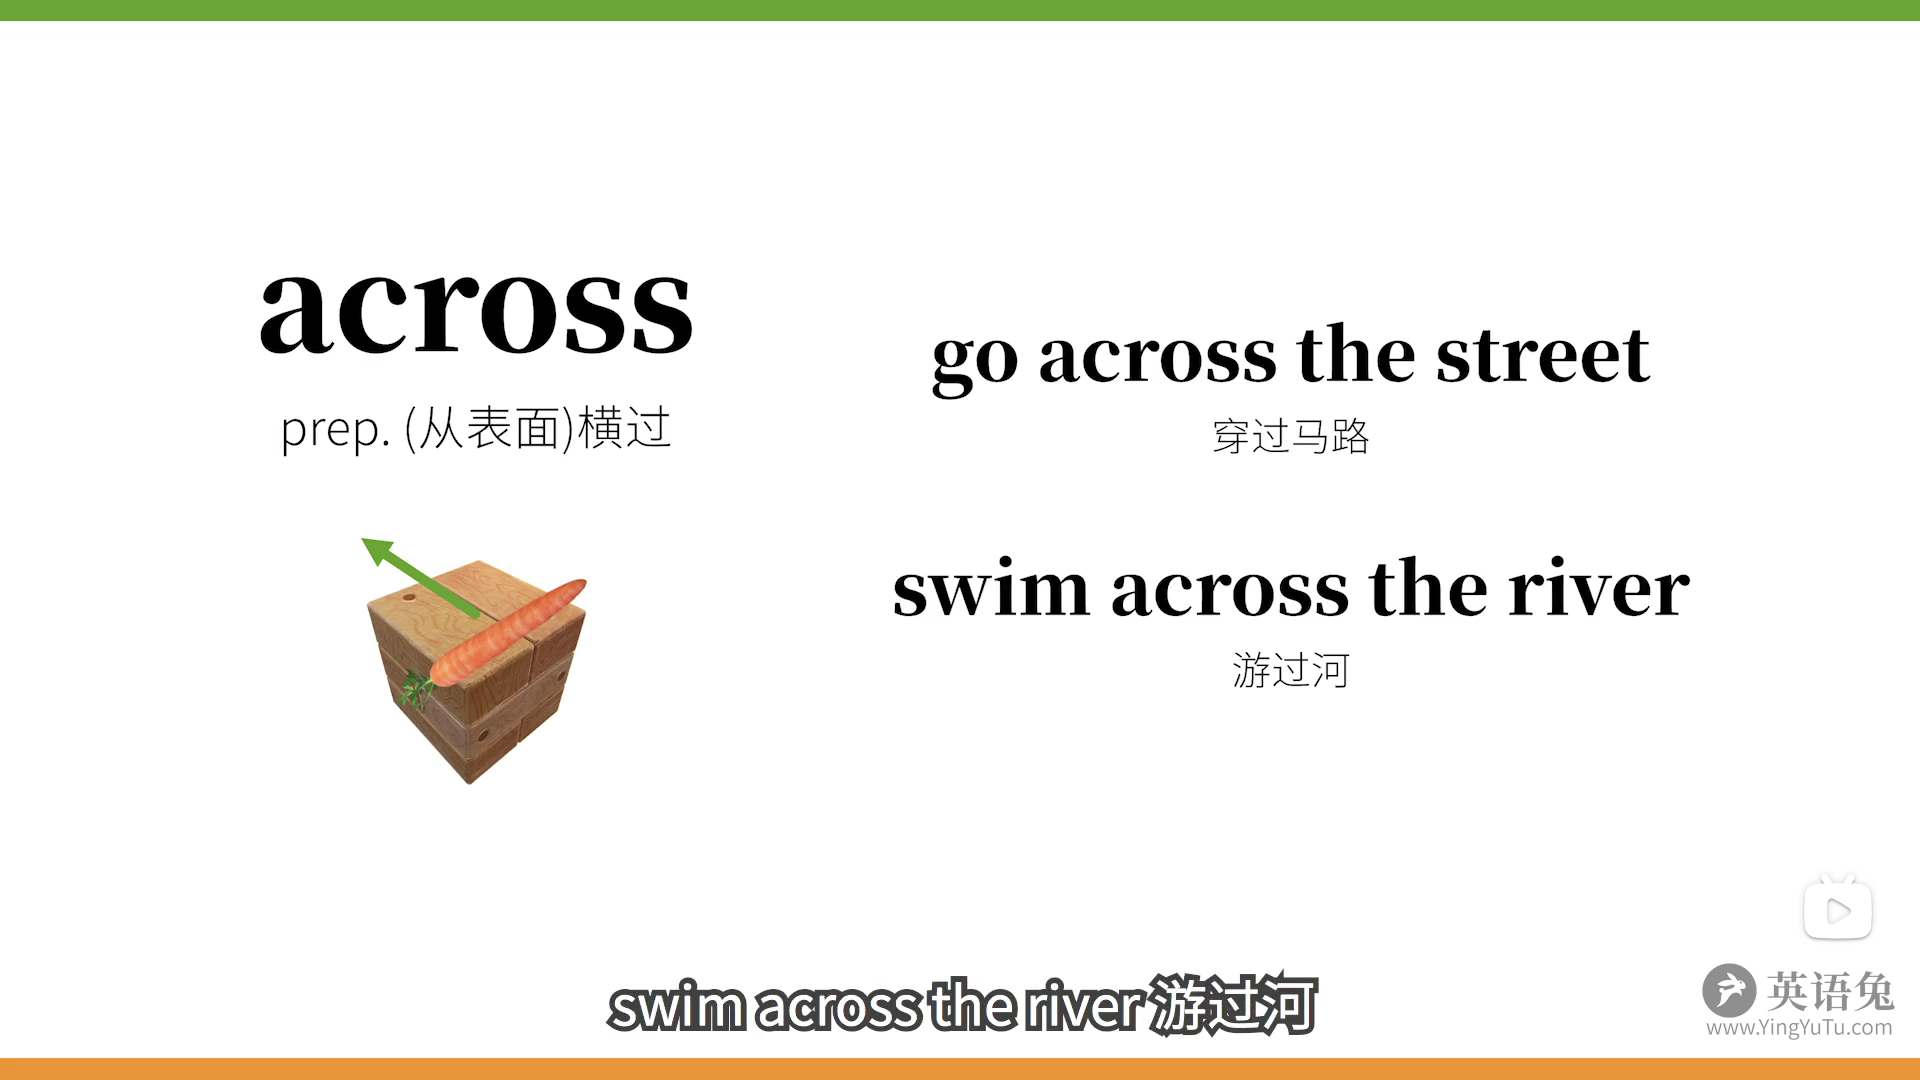 across
prep. (从表面)横过
go across the street
穿过马路
swim across the river
游过河
swim across the river 游过河
英语兔
www.YingYuTu.com